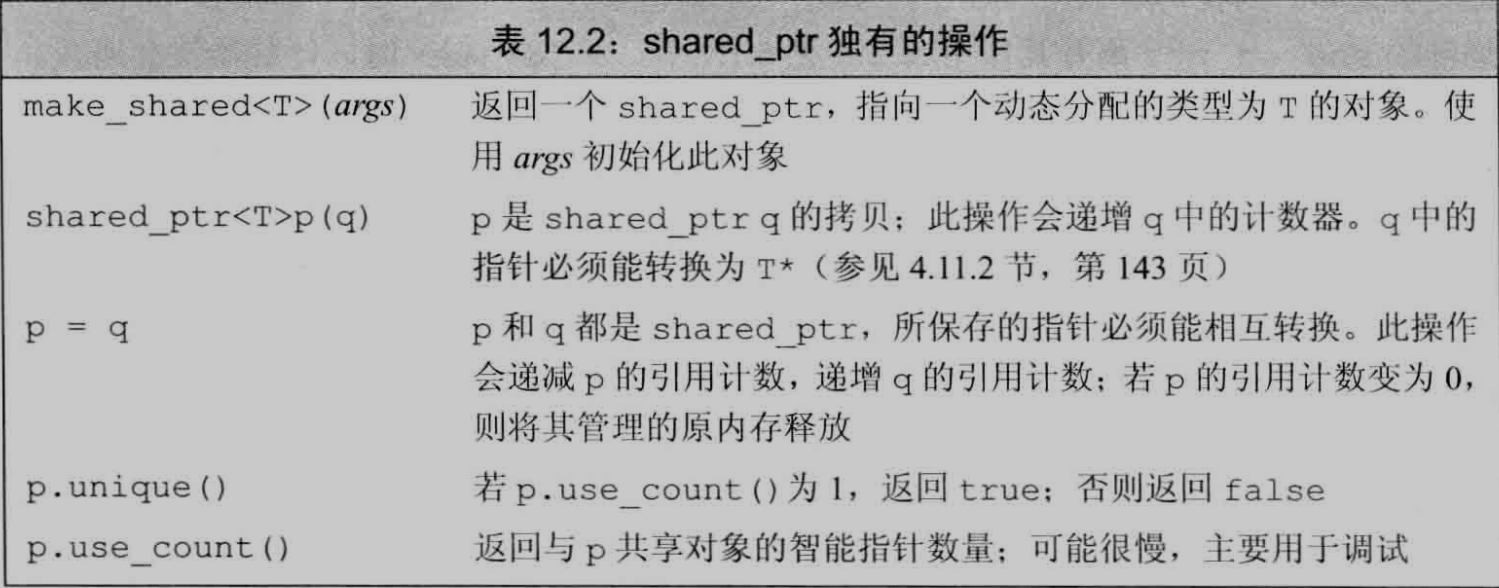 表 12.2：shared_ptr 独有的操作
make_shared<T>(args) 返回一个 shared_ptr，指向一个动态分配的类型为 T 的对象。使
用 args 初始化此对象
shared_ptr<T>p(q) p 是 shared_ptr q 的拷贝；此操作会递增 q 中的计数器。q 中的
指针必须能转换为 T*（参见 4.11.2 节，第 143 页）
p = q p 和 q 都是 shared_ptr，所保存的指针必须能相互转换。此操作
会递减 p 的引用计数，递增 q 的引用计数；若 p 的引用计数变为 0，
则将其管理的原内存释放
p.unique() 若 p.use_count()为 1，返回 true；否则返回 false
p.use_count() 返回与 p 共享对象的智能指针数量；可能很慢，主要用于调试